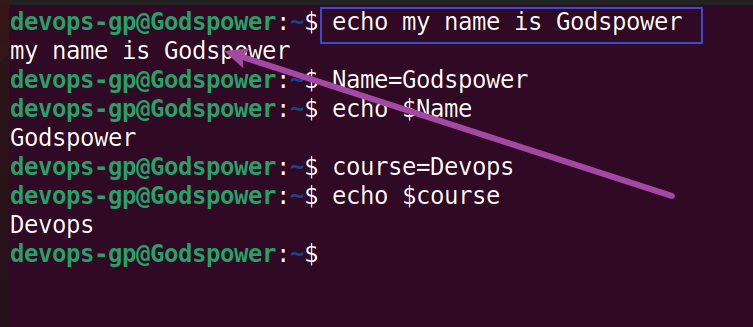 devops-gp@Godspower:~$ echo my name is Godspower
my name is Godspower
devops-gp@Godspower:~$ Name=Godspower
devops-gp@Godspower:~$ echo $Name
Godspower
devops-gp@Godspower:~$ course=Devops
devops-gp@Godspower:~$ echo $course
Devops
devops-gp@Godspower:~$